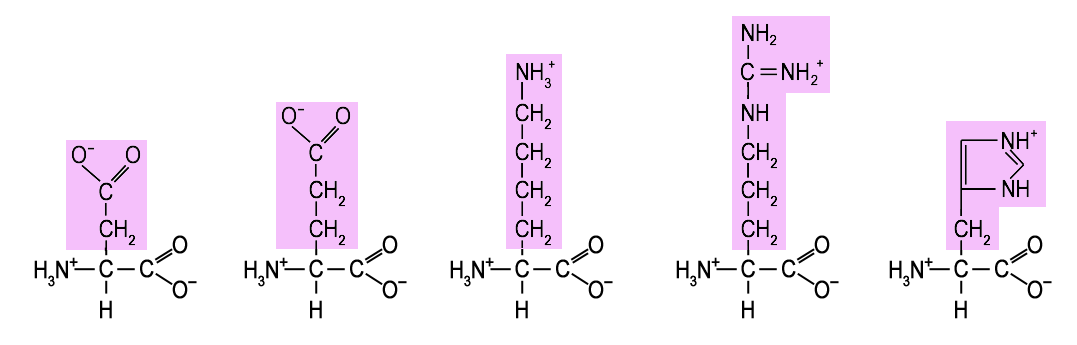 O⁻ O
C
CH₂
H₃N⁺ C C O
O⁻
H
O⁻ O
C
CH₂
CH₂
H₃N⁺ C C O
O⁻
H
NH₃⁺
CH₂
CH₂
CH₂
CH₂
H₃N⁺ C C O
O⁻
H
NH₂
C=NH₂⁺
NH
CH₂
CH₂
CH₂
H₃N⁺ C C O
O⁻
H
NH⁺
NH
CH₂
H₃N⁺ C C O
O⁻
H